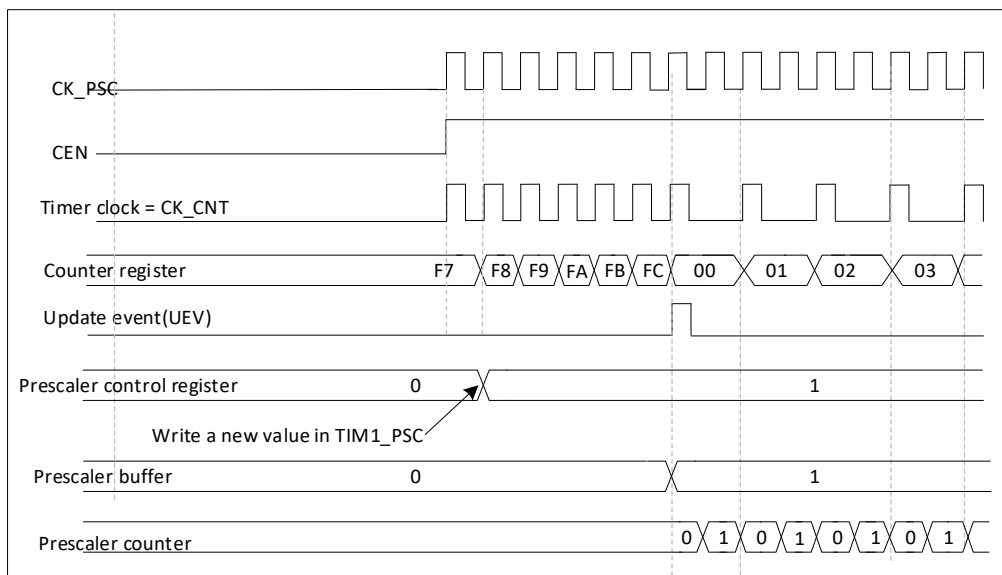 CK_PSC
CEN
Timer clock = CK_CNT
Counter register F7 F8 F9 FA FB FC 00 01 02 03
Update event(UEV)
Prescaler control register 0 1
Write a new value in TIM1_PSC
Prescaler buffer 0 1
Prescaler counter 0 1 0 1 0 1 0 1